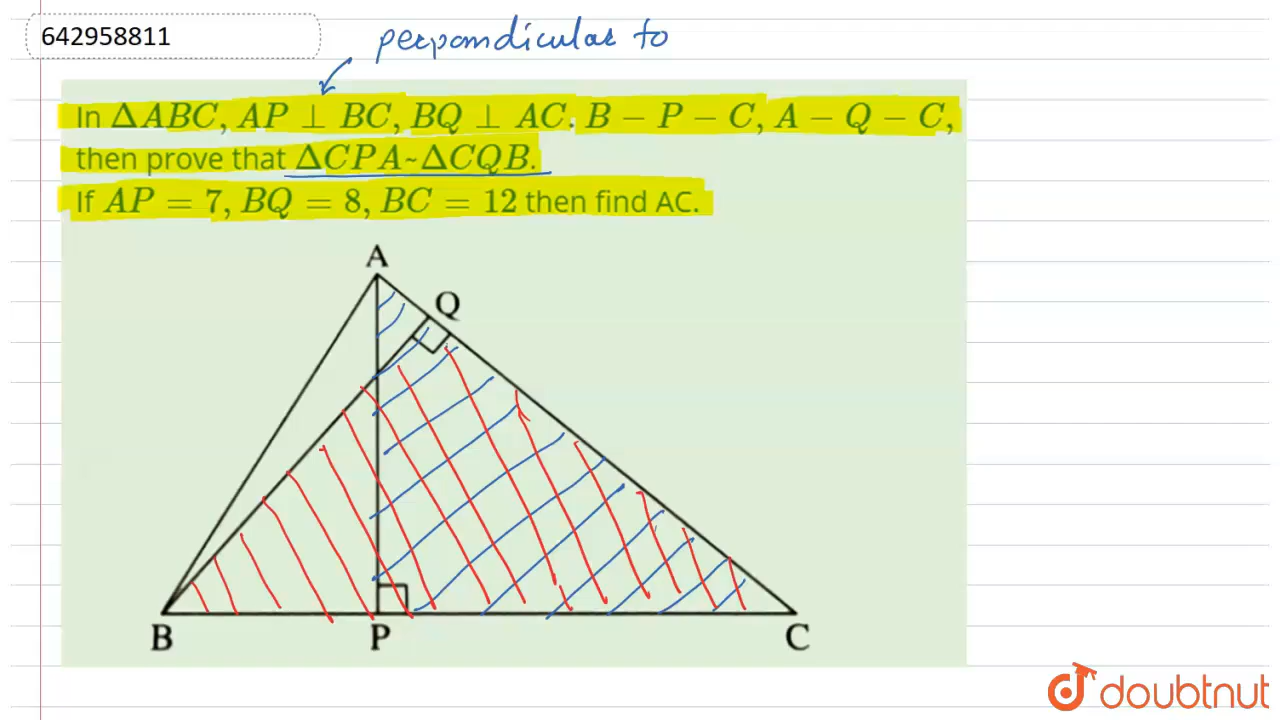 642958811
perpandicular to
In ΔABC, AP ⊥ BC, BQ ⊥ AC. B − P − C, A − Q − C,
then prove that ΔCPA~ΔCQB.
If AP = 7, BQ = 8, BC = 12 then find AC.
A
Q
B P C
doubtnut